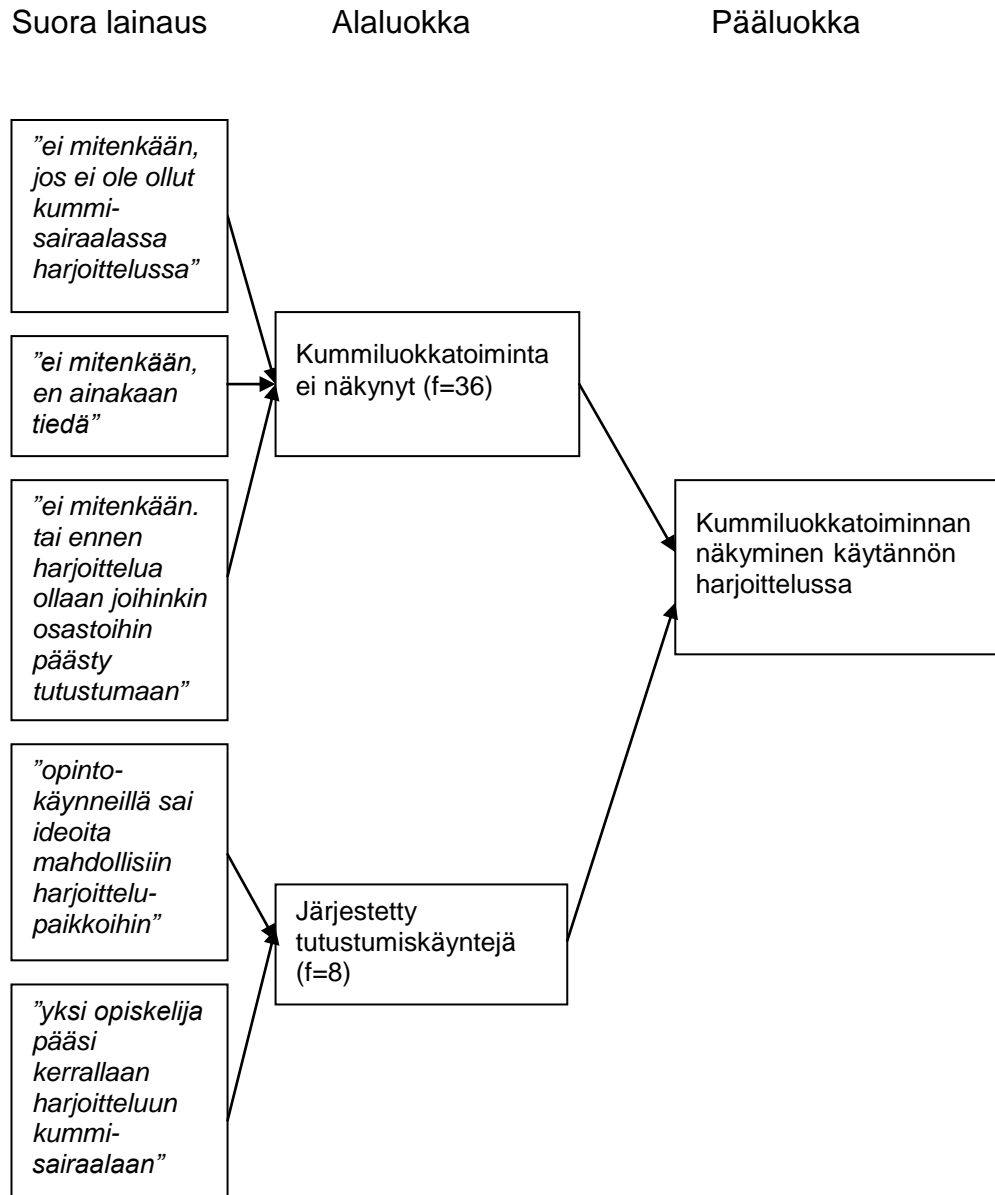 Suora lainaus
Alaluokka
Pääluokka
”ei mitenkään,
jos ei ole ollut
kummi-
sairaalassa
harjoittelussa”
”ei mitenkään,
en ainakaan
tiedä”
”ei mitenkään.
tai ennen
harjoittelua
ollaan joihinkin
osastoihin
päästy
tutustumaan”
”opinto-
käynneillä sai
ideoita
mahdollisiin
harjoittelu-
paikkoihin”
”yksi opiskelija
pääsi
kerrallaan
harjoitteluun
kummi-
sairaalaan”
Kummiluokkatoiminta
ei näkynyt (f=36)
Järjestetty
tutustumiskäyntejä
(f=8)
Kummiluokkatoiminnan
näkyminen käytännön
harjoittelussa